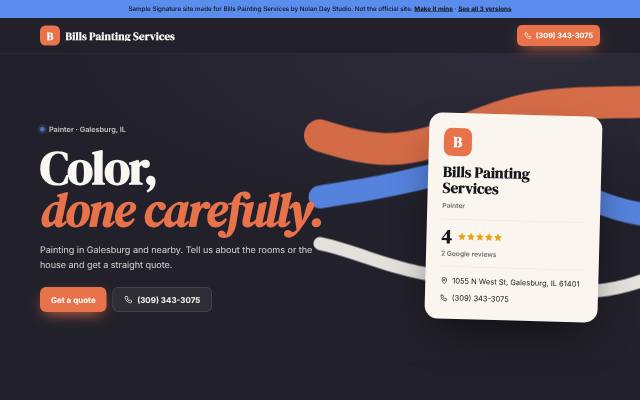 Sample Signature site made for Bills Painting Services by Nolan Day Studio. Not the official site. Make it mine · See all 3 versions
B Bills Painting Services
(309) 343-3075
Painter · Galesburg, IL
Color,
done carefully.
Painting in Galesburg and nearby. Tell us about the rooms or the
house and get a straight quote.
Get a quote
(309) 343-3075
B
Bills Painting
Services
Painter
4
2 Google reviews
1055 N West St, Galesburg, IL 61401
(309) 343-3075